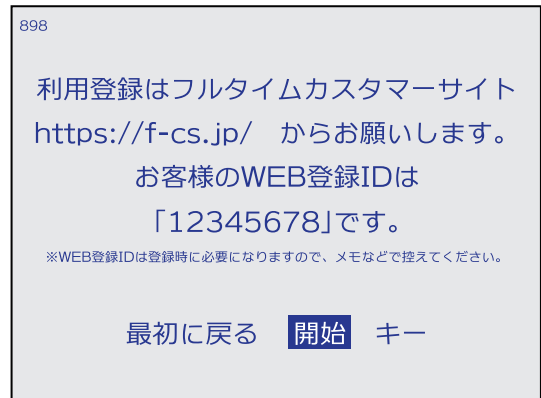 898
利用登録はフルタイムカスタマーサイト
https://f-cs.jp/　からお願いします。
お客様のWEB登録IDは
「12345678」です。
※WEB登録IDは登録時に必要になりますので、メモなどで控えてください。
最初に戻る　開始　キー